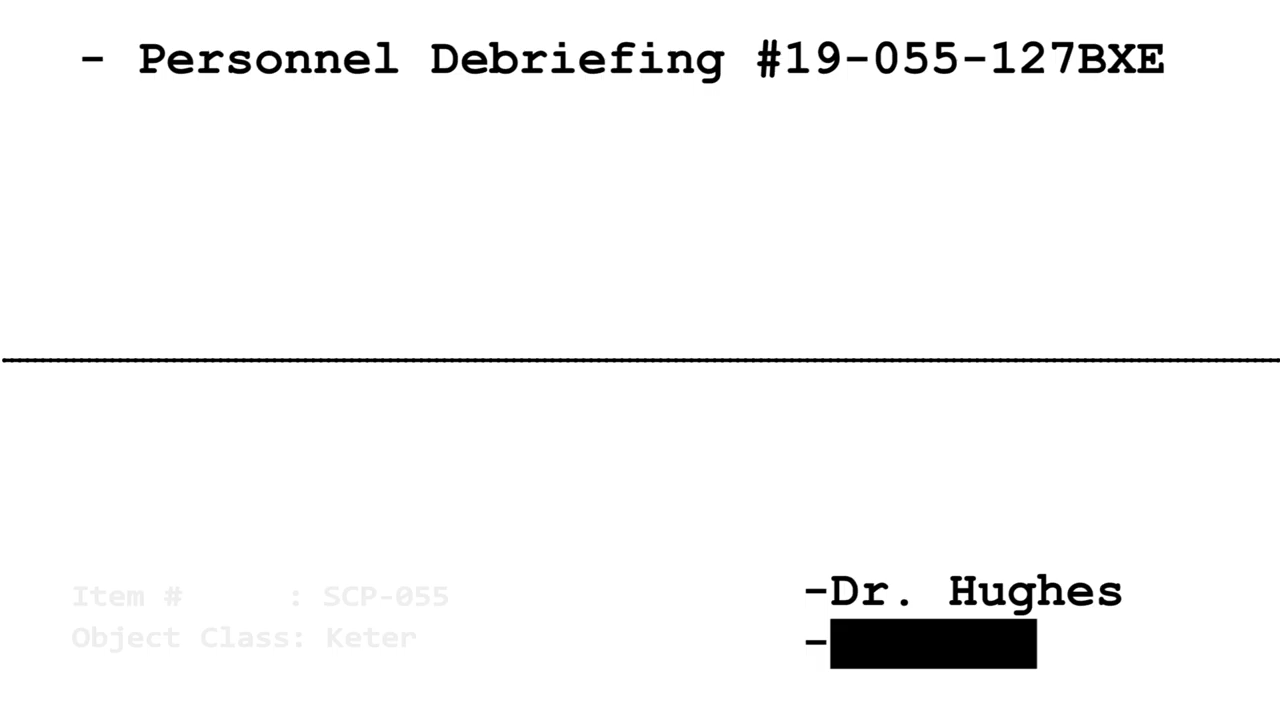 - Personnel Debriefing #19-055-127BXE
Item # : SCP-055
Object Class: Keter
-Dr. Hughes
-